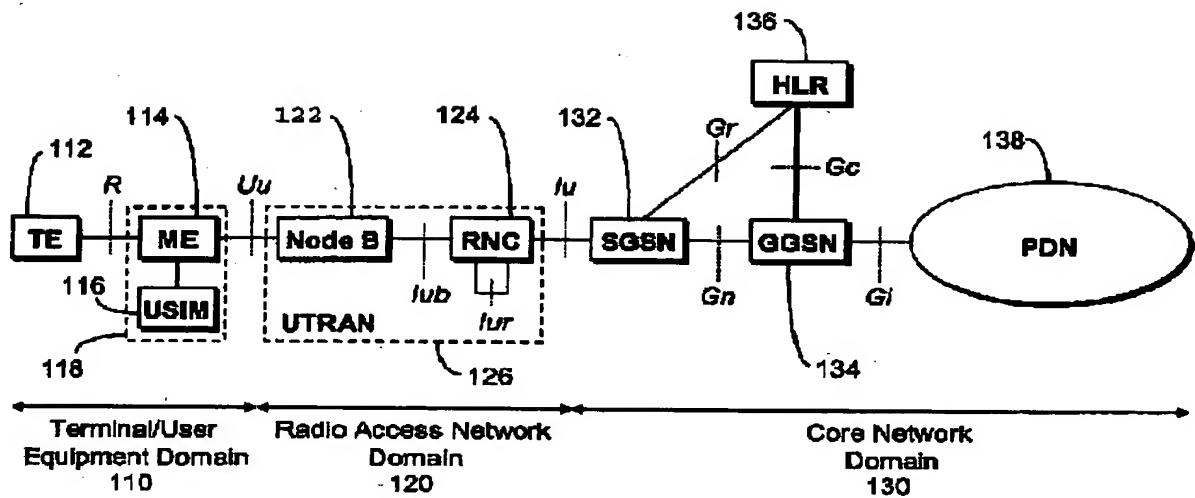 136
HLR
114
122
124
132
Gr
138
112
R
Uu
Iu
Gc
TE
ME
Node B
RNC
SGSN
GGSN
PDN
116
USIM
Iub
Iur
Gn
Gi
UTRAN
118
126
134
Terminal/User
Equipment Domain
110
Radio Access Network
Domain
120
Core Network
Domain
130